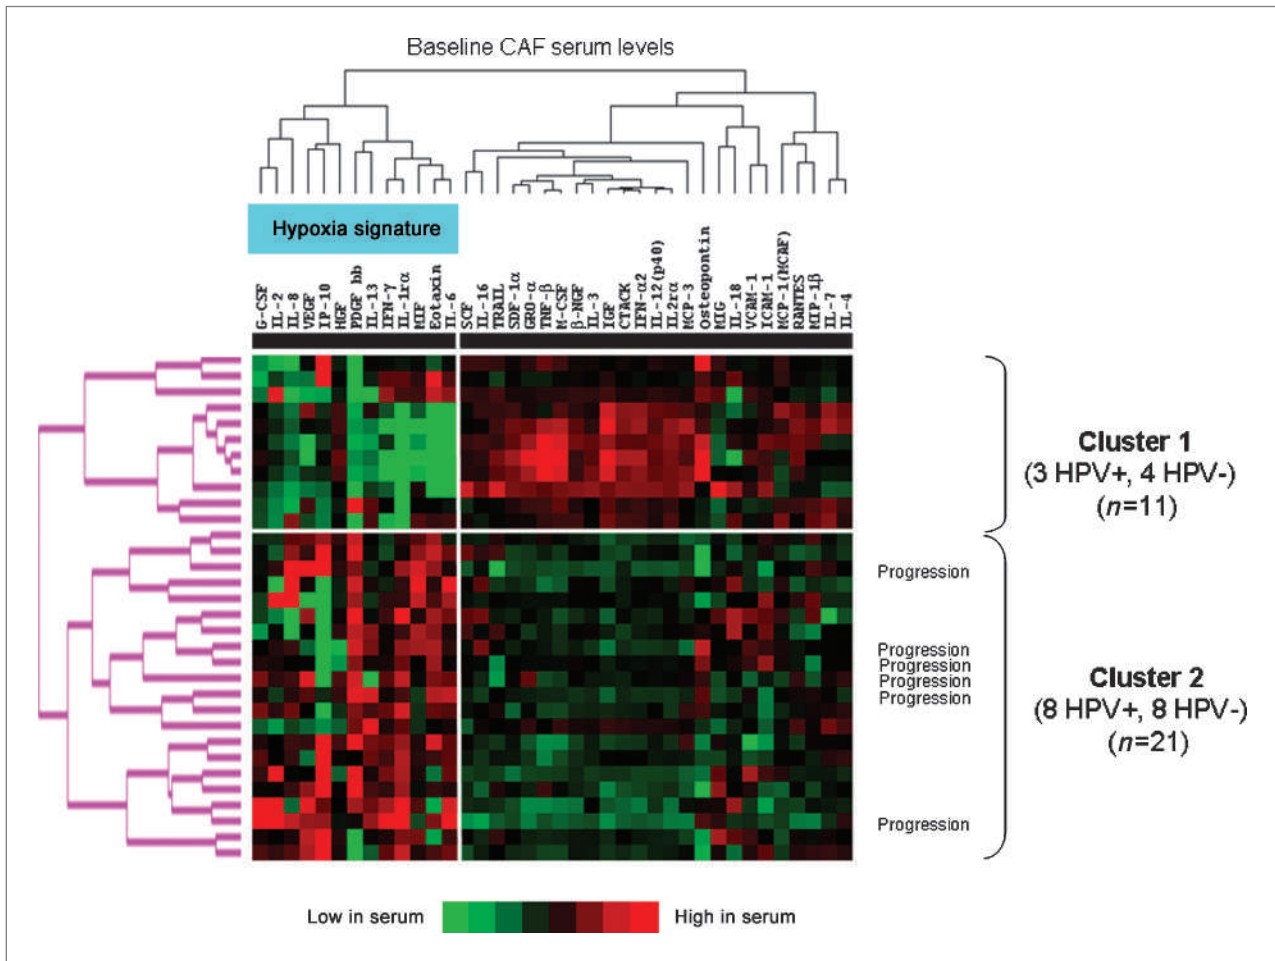 Baseline CAF serum levels
Hypoxia signature
G-CSF
IL-2
IL-8
VEGF
IP-10
HGF
PDGF bb
IL-13
IFN-γ
IL-1rα
MIF
Eotaxin
IL-6
SCF
IL-16
TRAIL
SDF-1α
GRO-α
TNF-β
M-CSF
β-NGF
IL-3
IGF
CTACK
IFN-α2
IL-12(p40)
IL2rα
MCP-3
Osteopontin
MIG
IL-18
VCAM-1
ICAM-1
MCP-1(MCAF)
RANTES
MIP-1β
IL-7
IL-4
Cluster 1
(3 HPV+, 4 HPV-)
(n=11)
Progression
Progression
Progression
Progression
Progression
Cluster 2
(8 HPV+, 8 HPV-)
(n=21)
Progression
Low in serum
High in serum